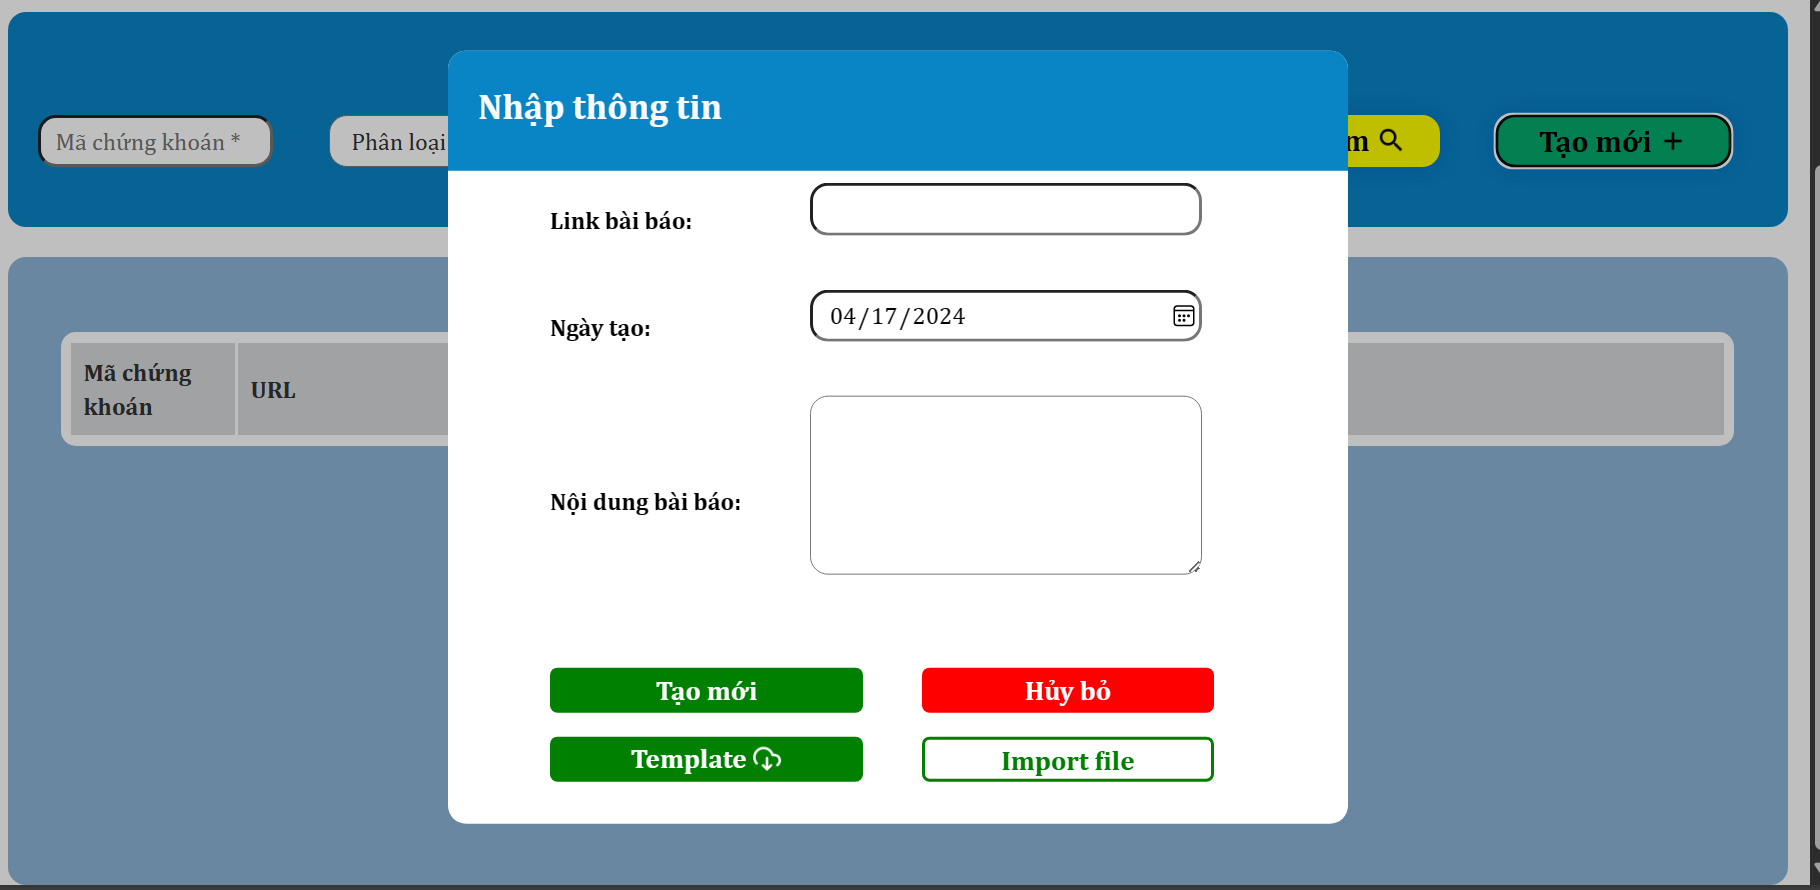 Nhập thông tin
Mã chứng khoán *
Phân loại
Tạo mới +
Link bài báo:
Ngày tạo:
04/17/2024
Mã chứng
khoán
URL
Nội dung bài báo:
Tạo mới
Hủy bỏ
Template
Import file